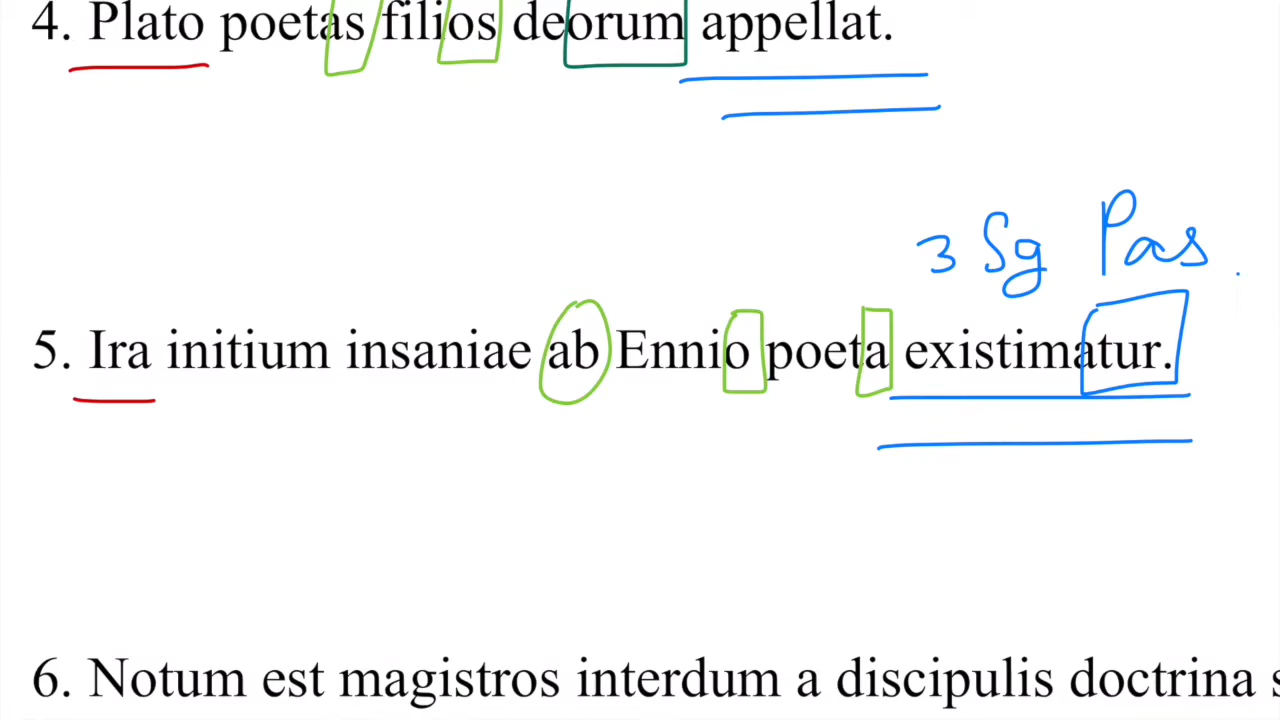 4. Plato poetas filios deorum appellat.
3 Sg Pas.
5. Ira initium insaniae ab Ennio poeta existimatur.
6. Notum est magistros interdum a discipulis doctrina s